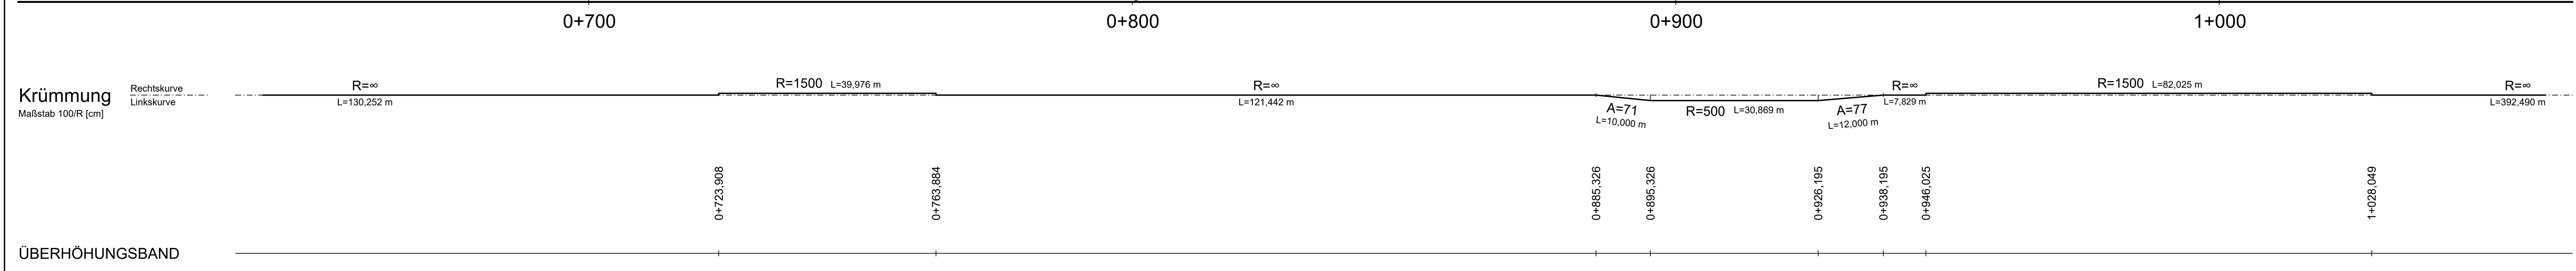 0+700 0+800 0+900 1+000
Krümmung
Maßstab 100/R [cm]
Rechtskurve
Linkskurve
R=∞
L=130,252 m
R=1500 L=39,976 m
R=∞
L=121,442 m
A=71
L=10,000 m
R=500 L=30,869 m
A=77
L=12,000 m
R=∞
L=7,829 m
R=1500 L=82,025 m
R=∞
L=392,490 m
0+723,908
0+763,884
0+885,326
0+895,326
0+926,195
0+938,195
0+946,025
1+028,049
ÜBERHÖHUNGSBAND